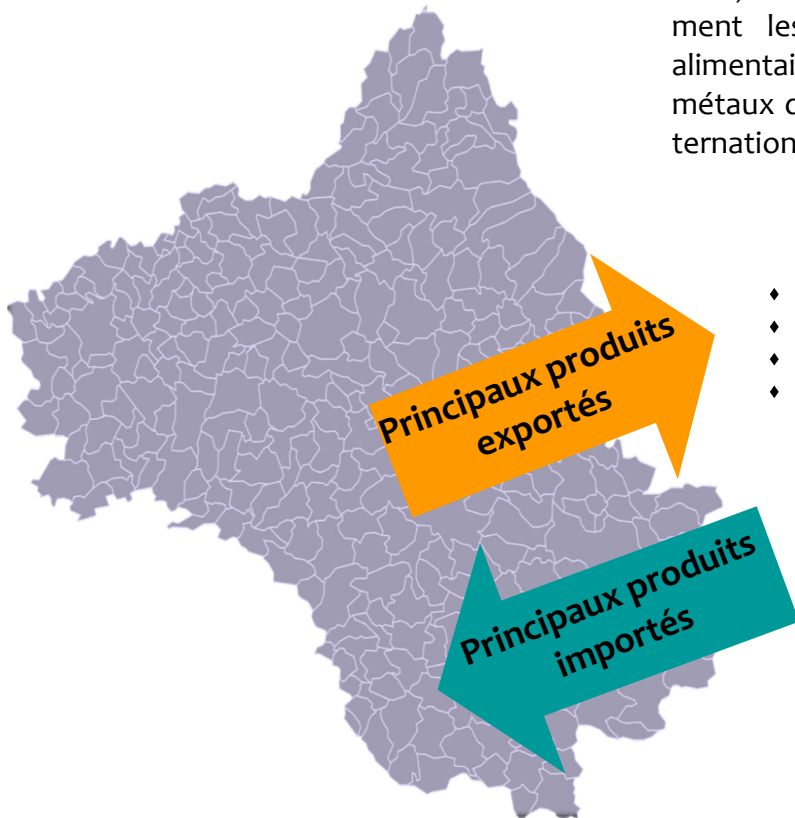 ment les
alimentai
métaux d
ternation
Principaux produits
exportés
Principaux produits
importés